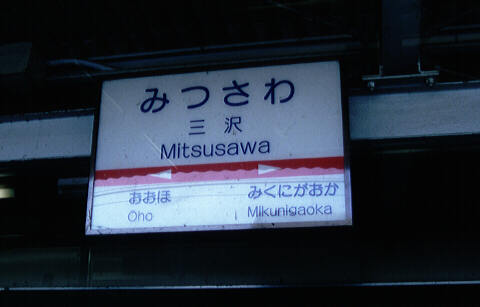 みつさわ
三沢
Mitsusawa
おおほ みくにがおか
Oho Mikunigaoka